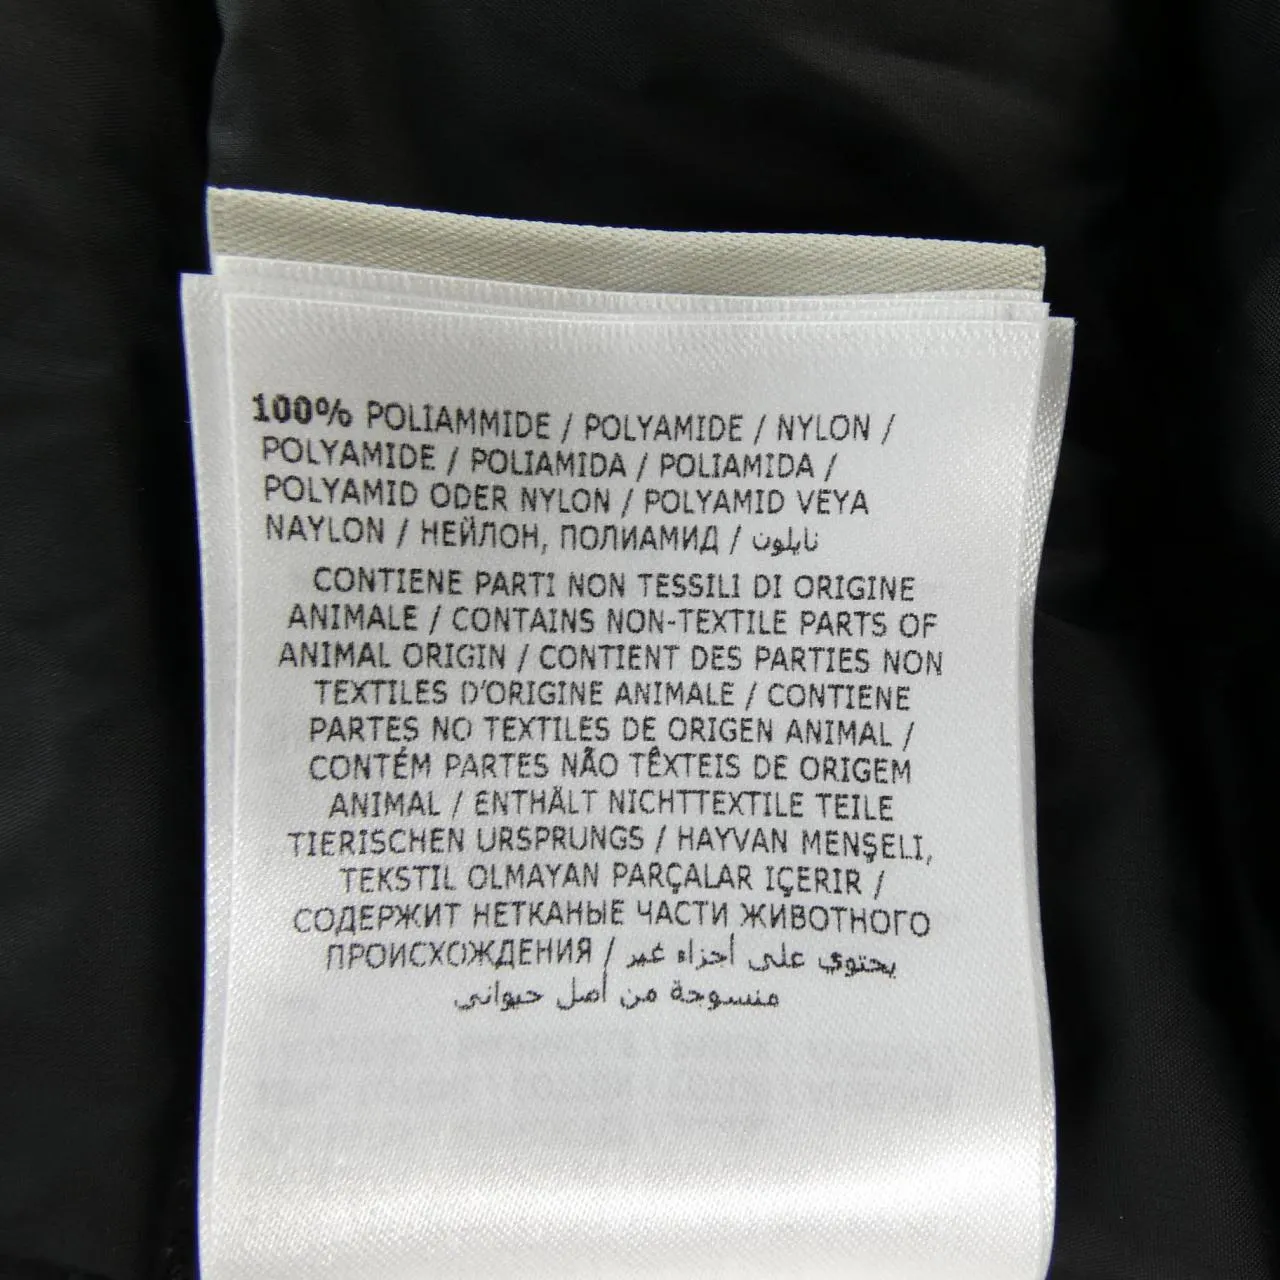 100% POLIAMMIDE / POLYAMIDE / NYLON /
POLYAMIDE / POLIAMIDA / POLIAMIDA /
POLYAMID ODER NYLON / POLYAMID VEYA
NAYLON / НЕЙЛОН, ПОЛИАМИД / نايلون
CONTIENE PARTI NON TESSILI DI ORIGINE
ANIMALE / CONTAINS NON-TEXTILE PARTS OF
ANIMAL ORIGIN / CONTIENT DES PARTIES NON
TEXTILES D'ORIGINE ANIMALE / CONTIENE
PARTES NO TEXTILES DE ORIGEN ANIMAL /
CONTÉM PARTES NÃO TÊXTEIS DE ORIGEM
ANIMAL / ENTHÄLT NICHTTEXTILE TEILE
TIERISCHEN URSPRUNGS / HAYVAN MENŞELI,
TEKSTIL OLMAYAN PARÇALAR IÇERIR /
СОДЕРЖИТ НЕТКАНЫЕ ЧАСТИ ЖИВОТНОГО
ПРОИСХОЖДЕНИЯ / يحتوي على أجزاء غير
منسوجة من أصل حيواني